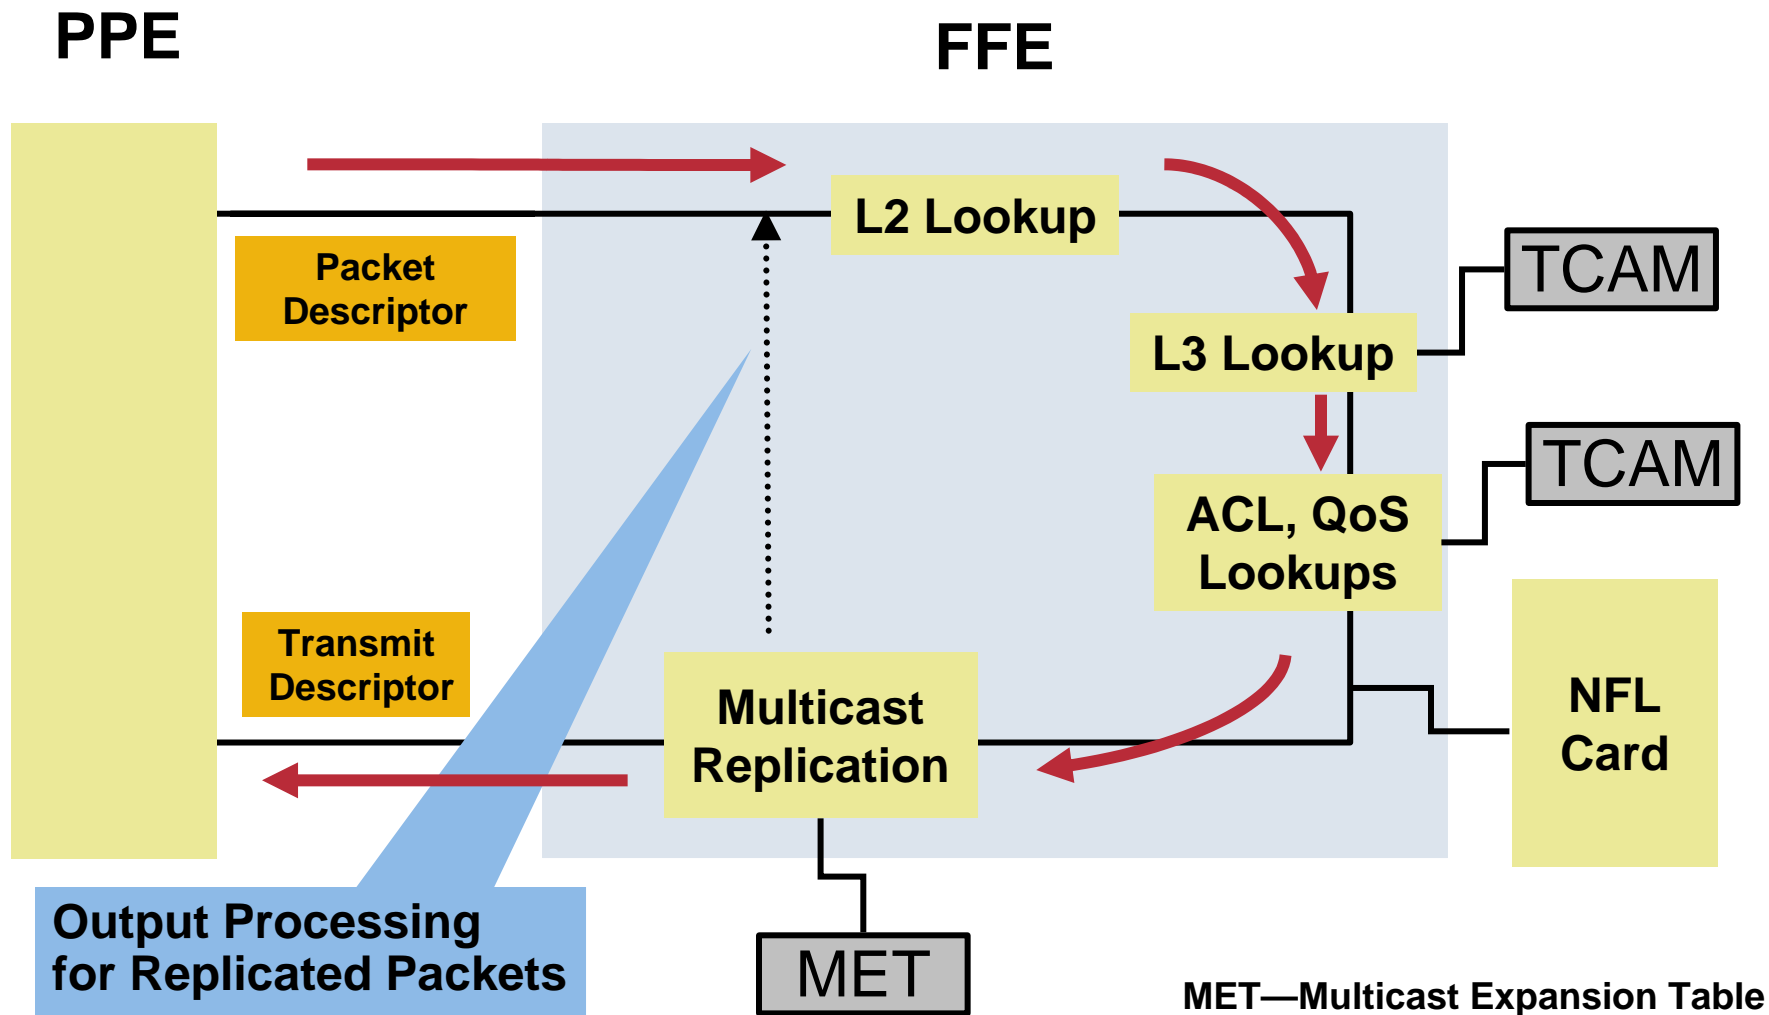 PPE
FFE
L2 Lookup
Packet
Descriptor
TCAM
L3 Lookup
TCAM
ACL, QoS
Lookups
Transmit
Descriptor
Multicast
Replication
NFL
Card
Output Processing
for Replicated Packets
MET
MET—Multicast Expansion Table